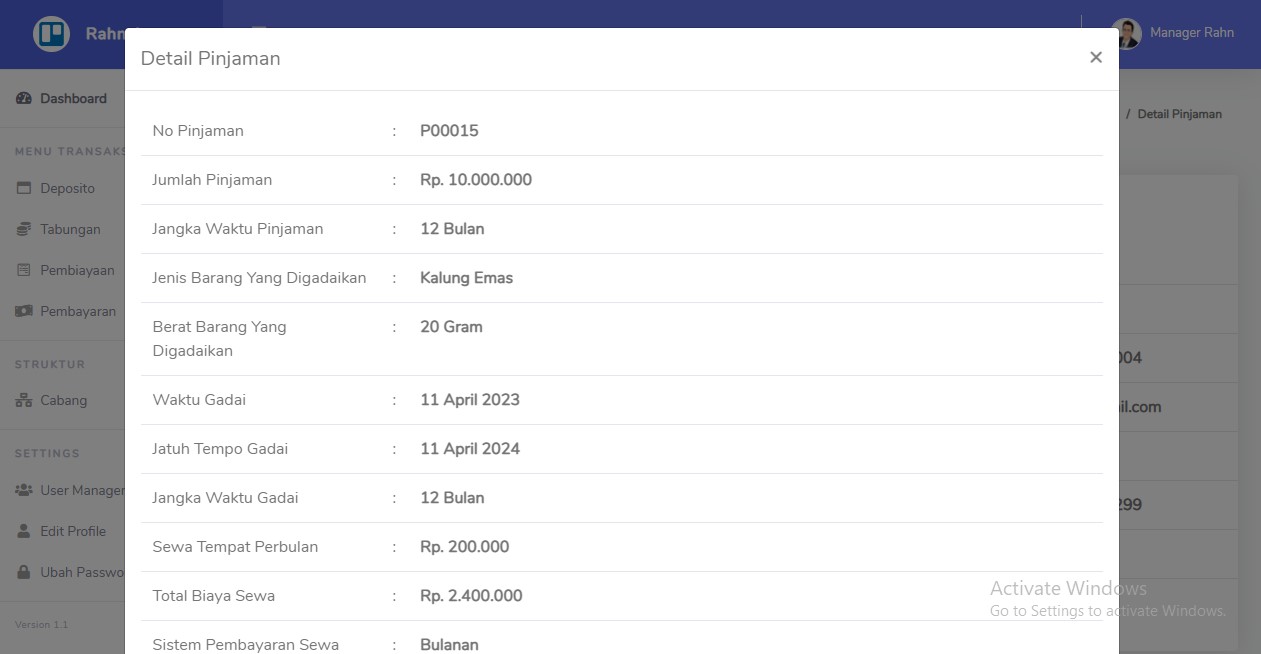 Manager Rahn
Detail Pinjaman
×
Dashboard
/ Detail Pinjaman
MENU TRANSAKS
Deposito
Tabungan
Pembiayaan
Pembayaran
STRUKTUR
Cabang
SETTINGS
User Manager
Edit Profile
Ubah Passwo
Version 1.1
No Pinjaman : P00015
Jumlah Pinjaman : Rp. 10.000.000
Jangka Waktu Pinjaman : 12 Bulan
Jenis Barang Yang Digadaikan : Kalung Emas
Berat Barang Yang : 20 Gram
Digadaikan
Waktu Gadai : 11 April 2023
Jatuh Tempo Gadai : 11 April 2024
Jangka Waktu Gadai : 12 Bulan
Sewa Tempat Perbulan : Rp. 200.000
Total Biaya Sewa : Rp. 2.400.000
Sistem Pembayaran Sewa : Bulanan
004
il.com
299
Activate Windows
Go to Settings to activate Windows.